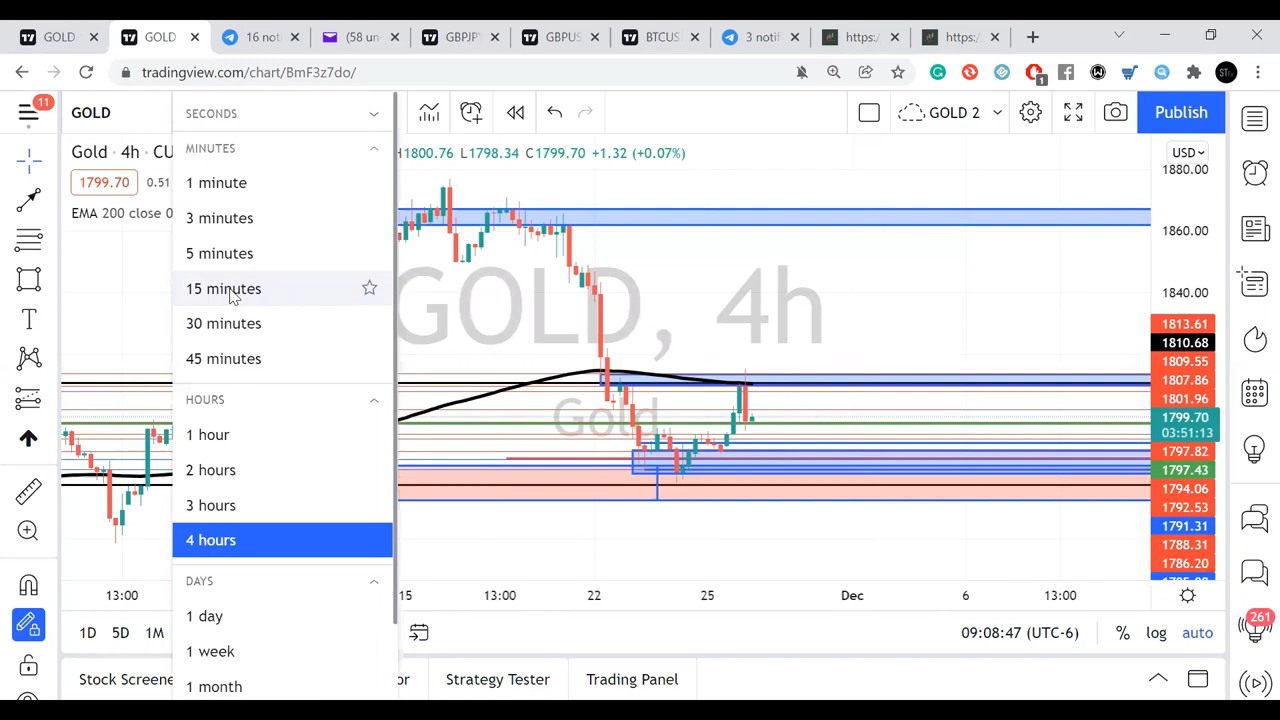 GOLD
GOLD
16 not
(58 un
GBPJP
GBPUS
BTCUS
3 notif
https:/
https:/
tradingview.com/chart/BmF3z7do/
1
11
GOLD
SECONDS
GOLD 2
Publish
MINUTES
Gold · 4h · CU
H1800.76 L1798.34 C1799.70 +1.32 (+0.07%)
USD
1799.70
0.51
1 minute
EMA 200 close 0
3 minutes
5 minutes
15 minutes
30 minutes
45 minutes
HOURS
1 hour
2 hours
3 hours
4 hours
DAYS
1 day
1 week
1 month
GOLD, 4h
Gold
1880.00
1860.00
1840.00
1813.61
1810.68
1809.55
1807.86
1801.96
1799.70
03:51:13
1797.82
1797.43
1794.06
1792.53
1791.31
1788.31
1786.20
13:00
15
13:00
22
25
Dec
6
13:00
1D 5D 1M
09:08:47 (UTC-6)
% log auto
261
Stock Screene
or
Strategy Tester
Trading Panel